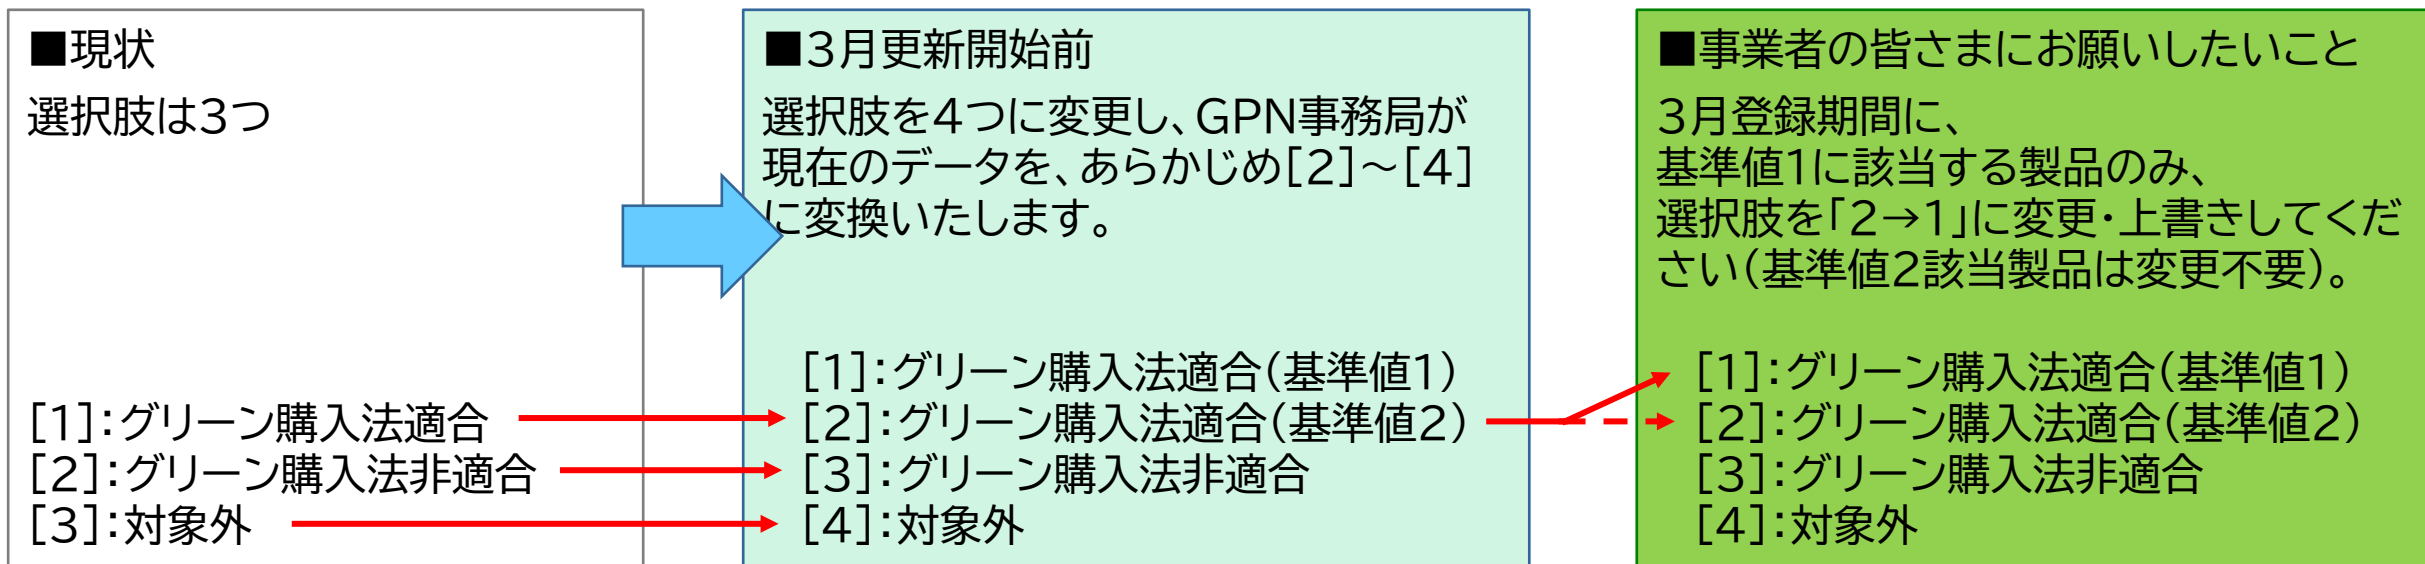 ■現状
選択肢は3つ
[1]:グリーン購入法適合
[2]:グリーン購入法非適合
[3]:対象外
■3月更新開始前
選択肢を4つに変更し、GPN事務局が
現在のデータを、あらかじめ[2]~[4]
に変換いたします。
[1]:グリーン購入法適合(基準値1)
[2]:グリーン購入法適合(基準値2)
[3]:グリーン購入法非適合
[4]:対象外
■事業者の皆さまにお願いしたいこと
3月登録期間に、
基準値1に該当する製品のみ、
選択肢を「2→1」に変更・上書きしてくだ
さい(基準値2該当製品は変更不要)。
[1]:グリーン購入法適合(基準値1)
[2]:グリーン購入法適合(基準値2)
[3]:グリーン購入法非適合
[4]:対象外